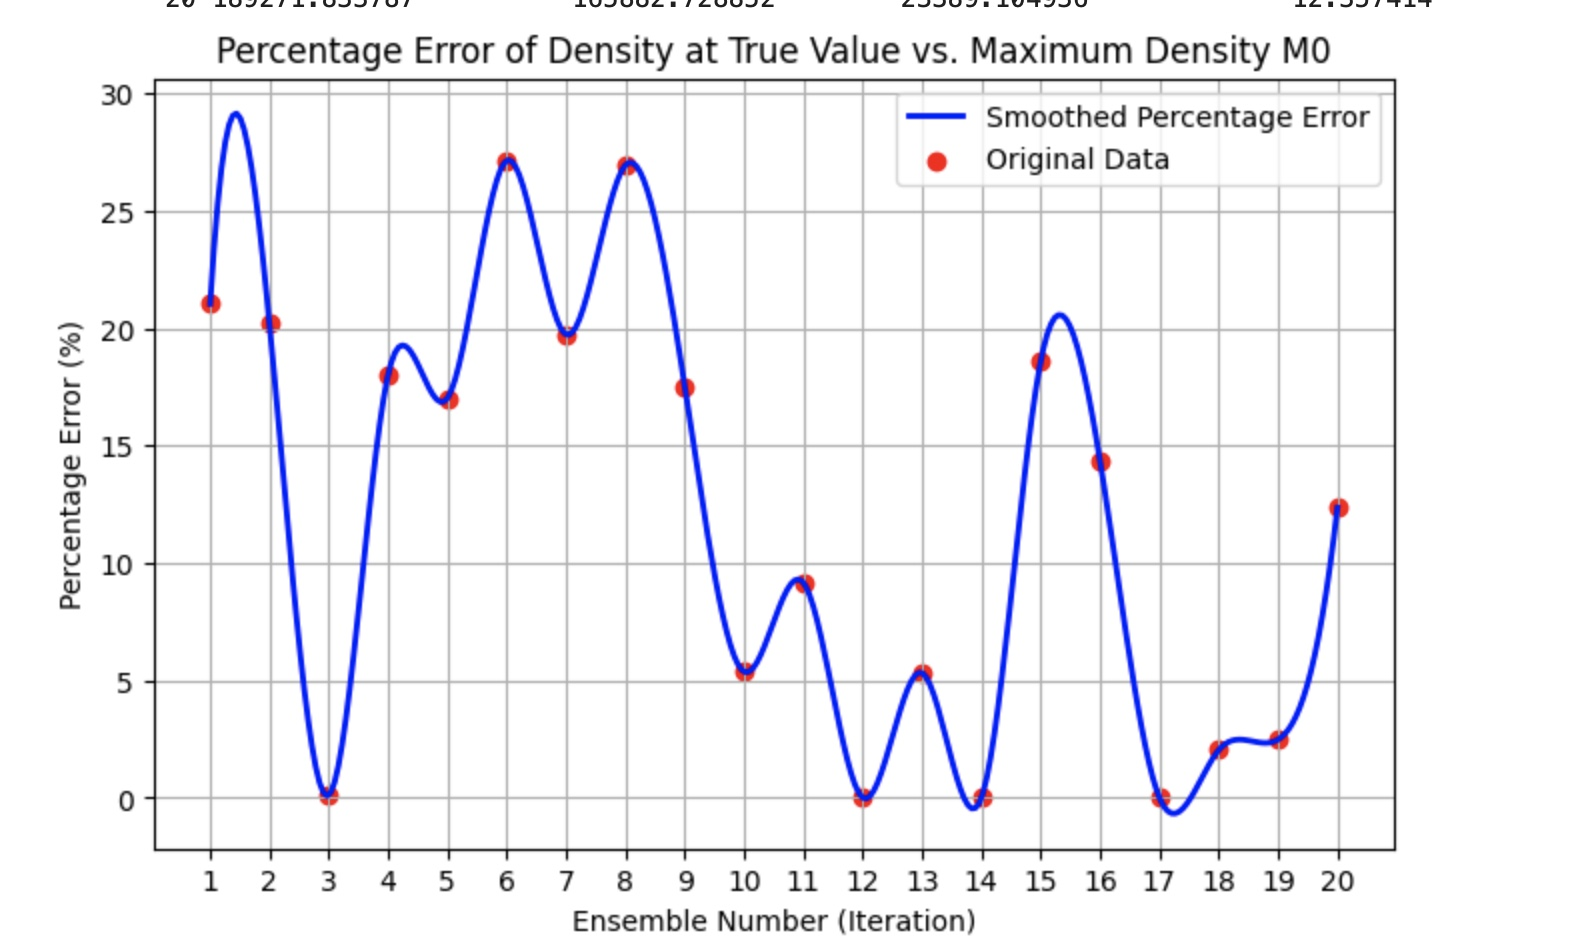 Percentage Error of Density at True Value vs. Maximum Density M0
Smoothed Percentage Error
Original Data
Percentage Error (%)
30
25
20
15
10
5
0
1 2 3 4 5 6 7 8 9 10 11 12 13 14 15 16 17 18 19 20
Ensemble Number (Iteration)